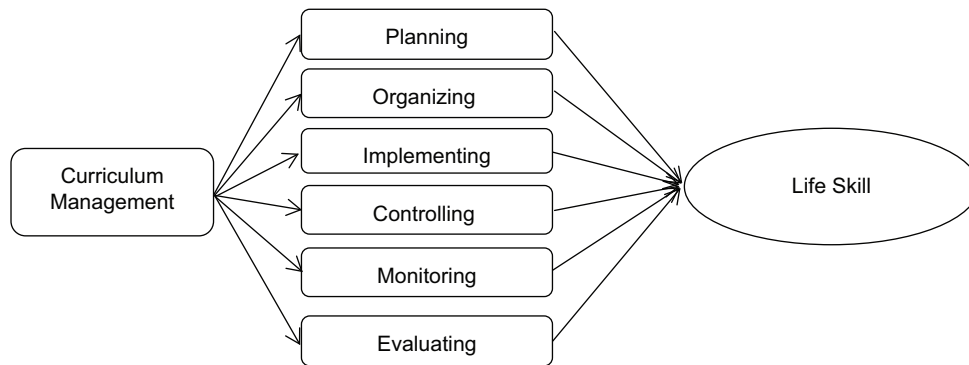 Planning
Organizing
Implementing
Curriculum
Management
Life Skill
Controlling
Monitoring
Evaluating